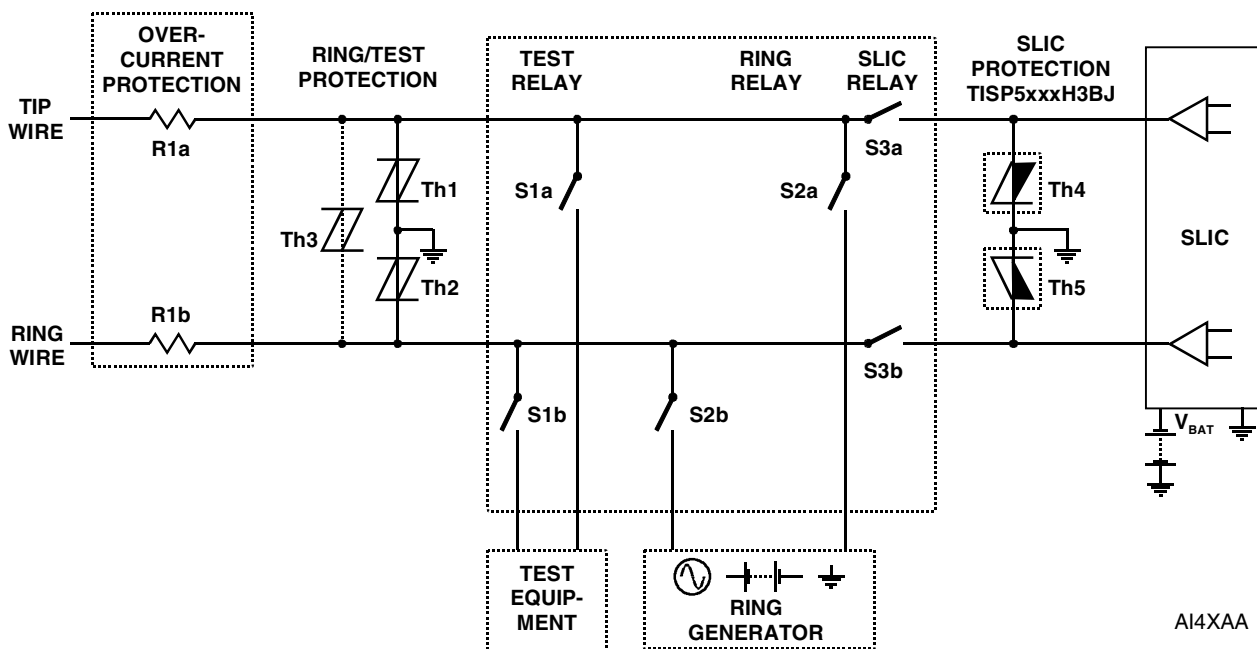 OVER-
CURRENT
PROTECTION
RING/TEST
PROTECTION
TEST
RELAY
RING
RELAY
SLIC
RELAY
SLIC
PROTECTION
TISP5xxxH3BJ
TIP
WIRE
R1a
S3a
Th1
S1a
S2a
Th4
Th3
SLIC
Th2
Th5
R1b
RING
WIRE
S3b
S1b
S2b
VBAT
TEST
EQUIP-
MENT
RING
GENERATOR
AI4XAA